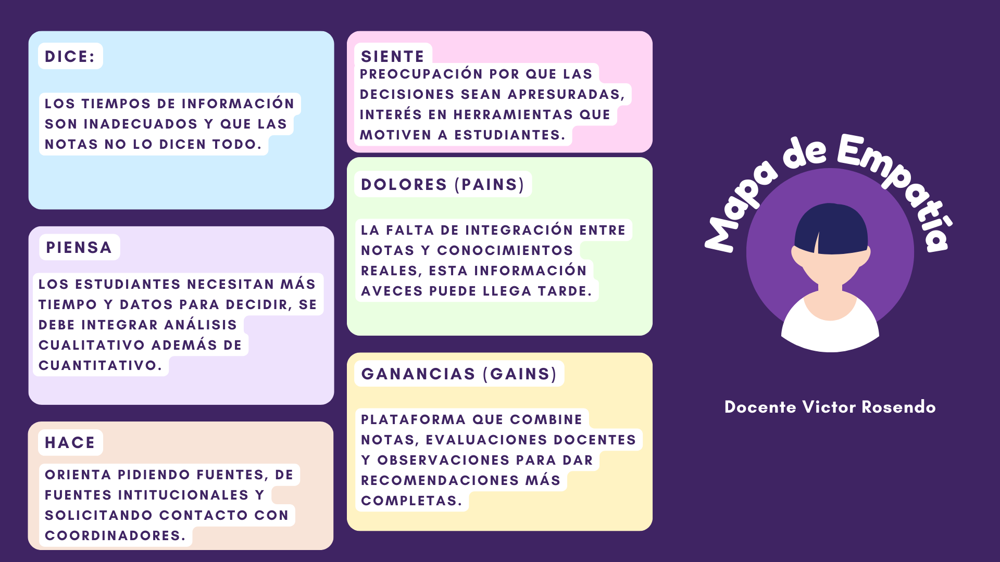 DICE:
LOS TIEMPOS DE INFORMACIÓN
SON INADECUADOS Y QUE LAS
NOTAS NO LO DICEN TODO.
PIENSA
LOS ESTUDIANTES NECESITAN MÁS
TIEMPO Y DATOS PARA DECIDIR, SE
DEBE INTEGRAR ANÁLISIS
CUALITATIVO ADEMÁS DE
CUANTITATIVO.
HACE
ORIENTA PIDIENDO FUENTES, DE
FUENTES INTITUCIONALES Y
SOLICITANDO CONTACTO CON
COORDINADORES.
SIENTE
PREOCUPACIÓN POR QUE LAS
DECISIONES SEAN APRESURADAS,
INTERÉS EN HERRAMIENTAS QUE
MOTIVEN A ESTUDIANTES.
DOLORES (PAINS)
LA FALTA DE INTEGRACIÓN ENTRE
NOTAS Y CONOCIMIENTOS
REALES, ESTA INFORMACIÓN
AVECES PUEDE LLEGA TARDE.
GANANCIAS (GAINS)
PLATAFORMA QUE COMBINE
NOTAS, EVALUACIONES DOCENTES
Y OBSERVACIONES PARA DAR
RECOMENDACIONES MÁS
COMPLETAS.
Mapa de Empatía
Docente Victor Rosendo